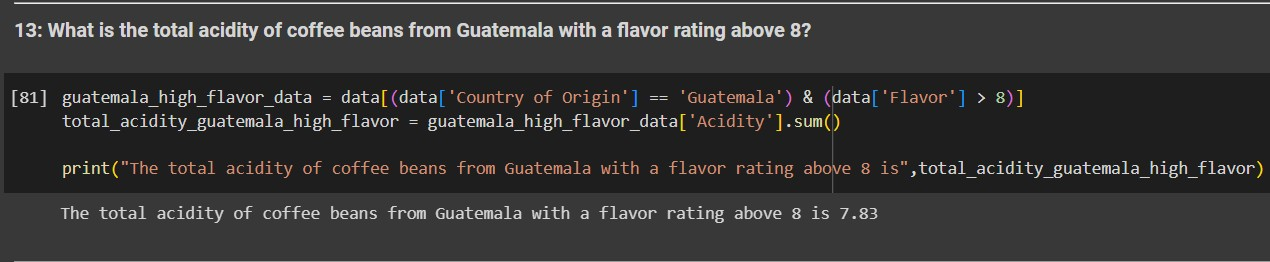 13: What is the total acidity of coffee beans from Guatemala with a flavor rating above 8?
[81] guatemala_high_flavor_data = data[(data['Country of Origin'] == 'Guatemala') & (data['Flavor'] > 8)]
total_acidity_guatemala_high_flavor = guatemala_high_flavor_data['Acidity'].sum()
print("The total acidity of coffee beans from Guatemala with a flavor rating above 8 is",total_acidity_guatemala_high_flavor)
The total acidity of coffee beans from Guatemala with a flavor rating above 8 is 7.83